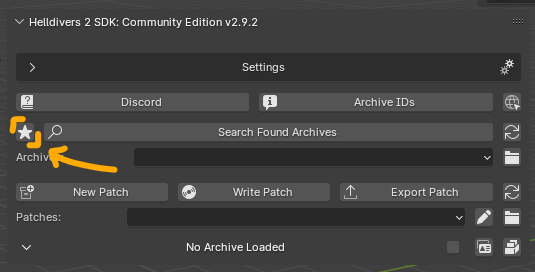 Helldivers 2 SDK: Community Edition v2.9.2
Settings
Discord
Archive IDs
Search Found Archives
Archiv
New Patch
Write Patch
Export Patch
Patches:
No Archive Loaded